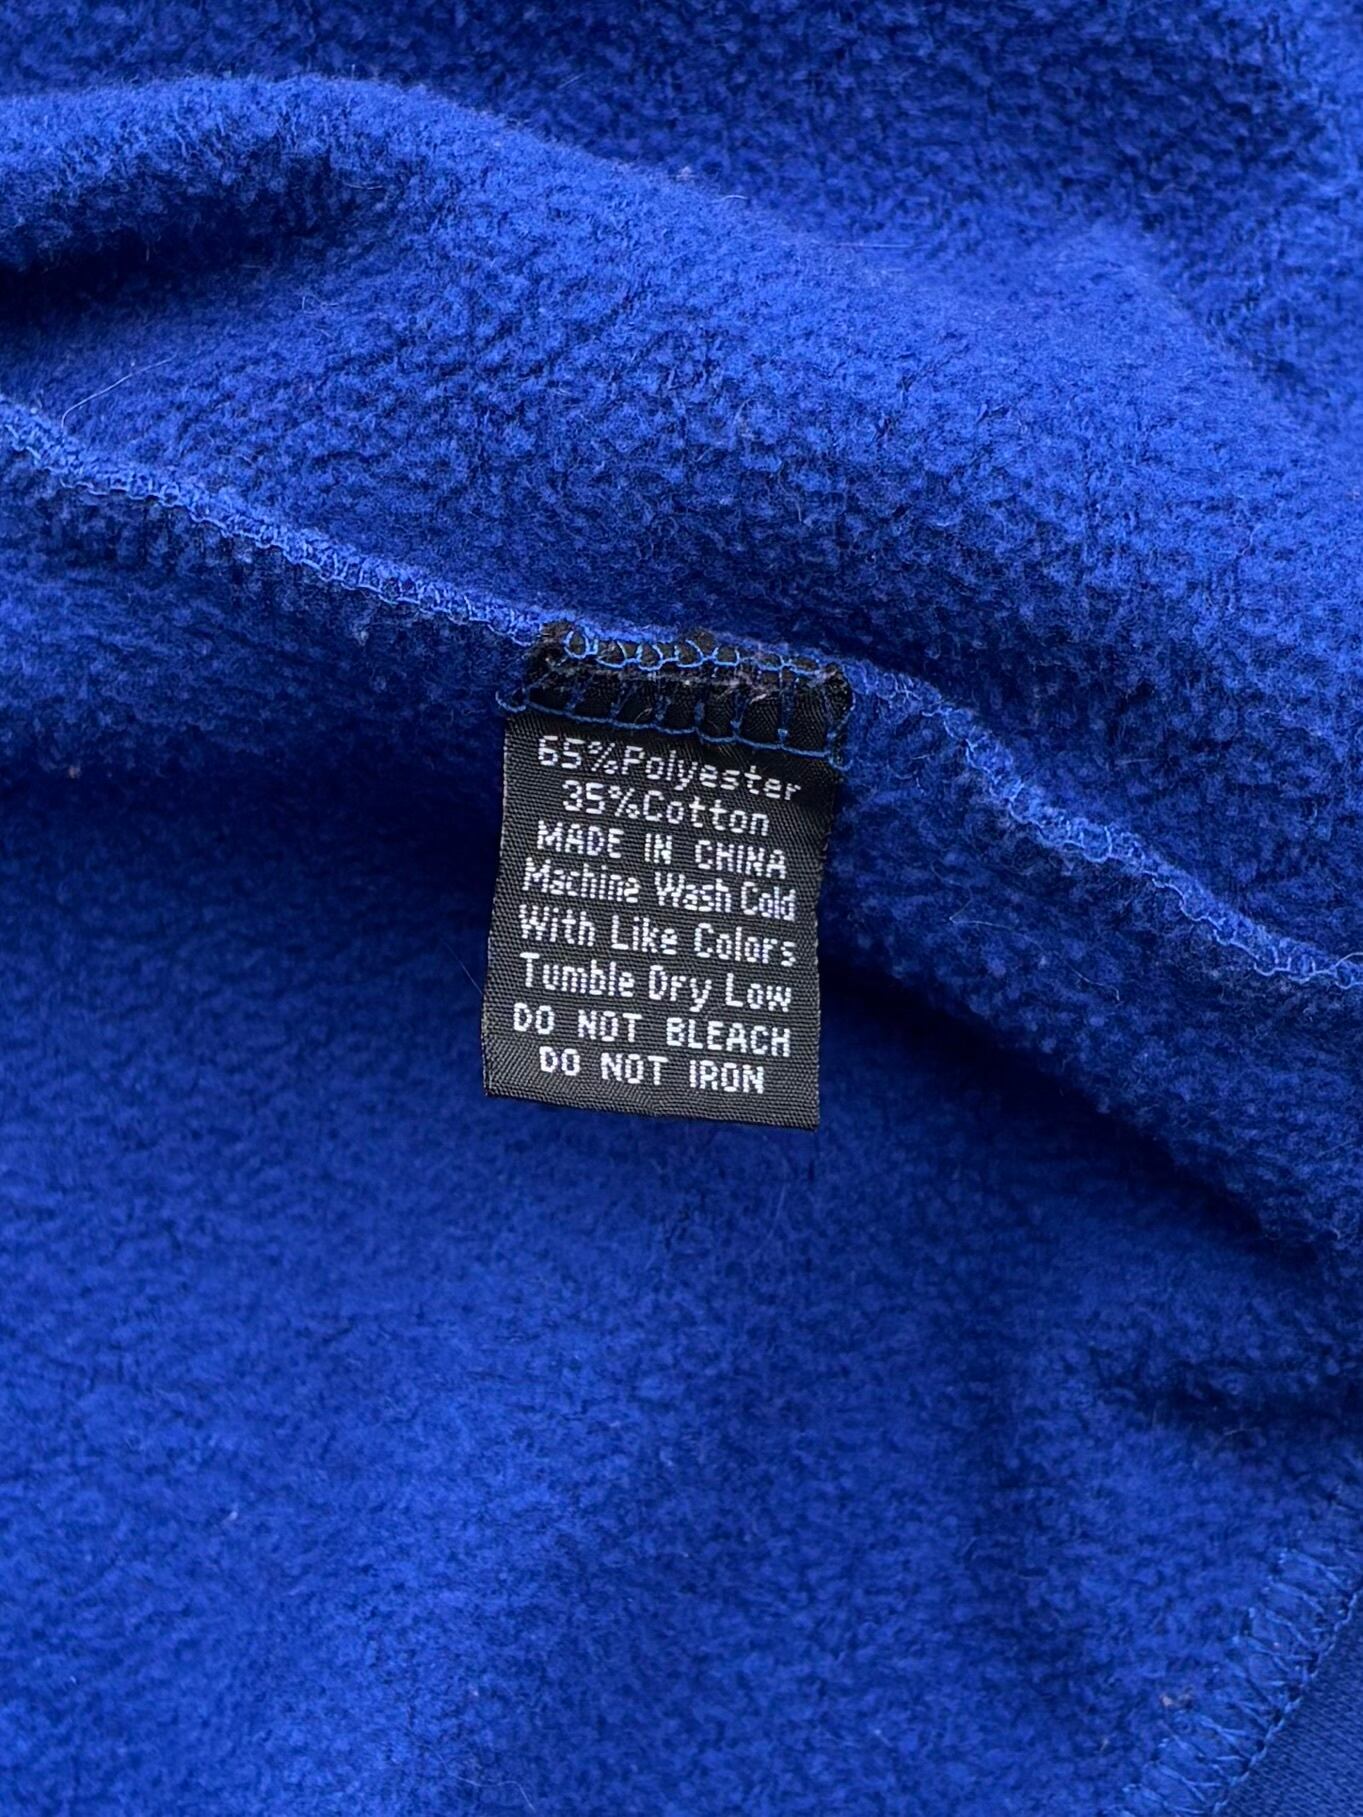 65%Polyester
35%Cotton
MADE IN CHINA
Machine Wash Cold
With Like Colors
Tumble Dry Low
DO NOT BLEACH
DO NOT IRON